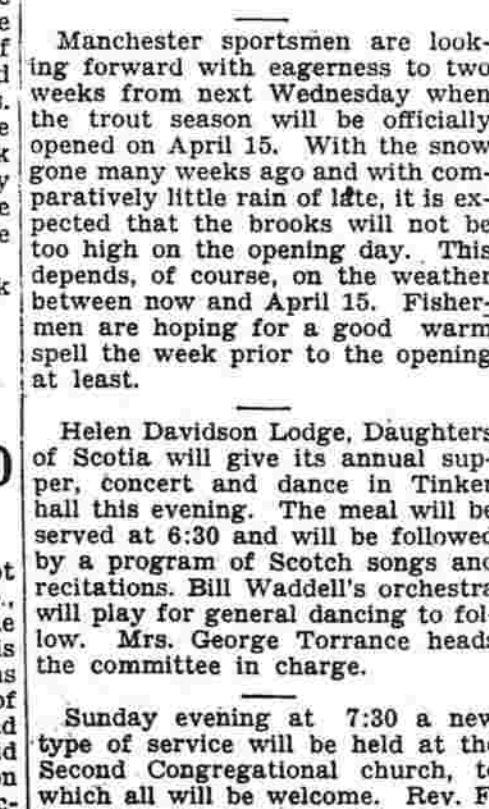 Manchester sportsmen are look-
ing forward with eagerness to two
weeks from next Wednesday when
the trout season will be officially
opened on April 15. With the snow
gone many weeks ago and with com-
paratively little rain of late, it is ex-
pected that the brooks will not be
too high on the opening day. This
depends, of course, on the weather
between now and April 15. Fisher-
men are hoping for a good warm
spell the week prior to the opening
at least.
Helen Davidson Lodge, Daughters
of Scotia will give its annual sup-
per, concert and dance in Tinker
hall this evening. The meal will be
served at 6:30 and will be followed
by a program of Scotch songs and
recitations. Bill Waddell's orchestra
will play for general dancing to fol-
low. Mrs. George Torrance heads
the committee in charge.
Sunday evening at 7:30 a new
type of service will be held at the
Second Congregational church, to
which all will be welcome. Rev. F